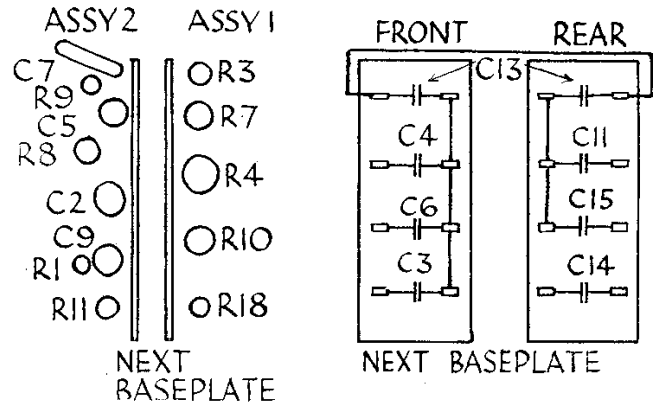 ASSY 2
ASSY 1
C7
R9
C5
R8
C2
C9
R1
R11
R3
R7
R4
R10
R18
NEXT
BASEPLATE
FRONT
REAR
C13
C4
C6
C3
C11
C15
C14
NEXT BASEPLATE